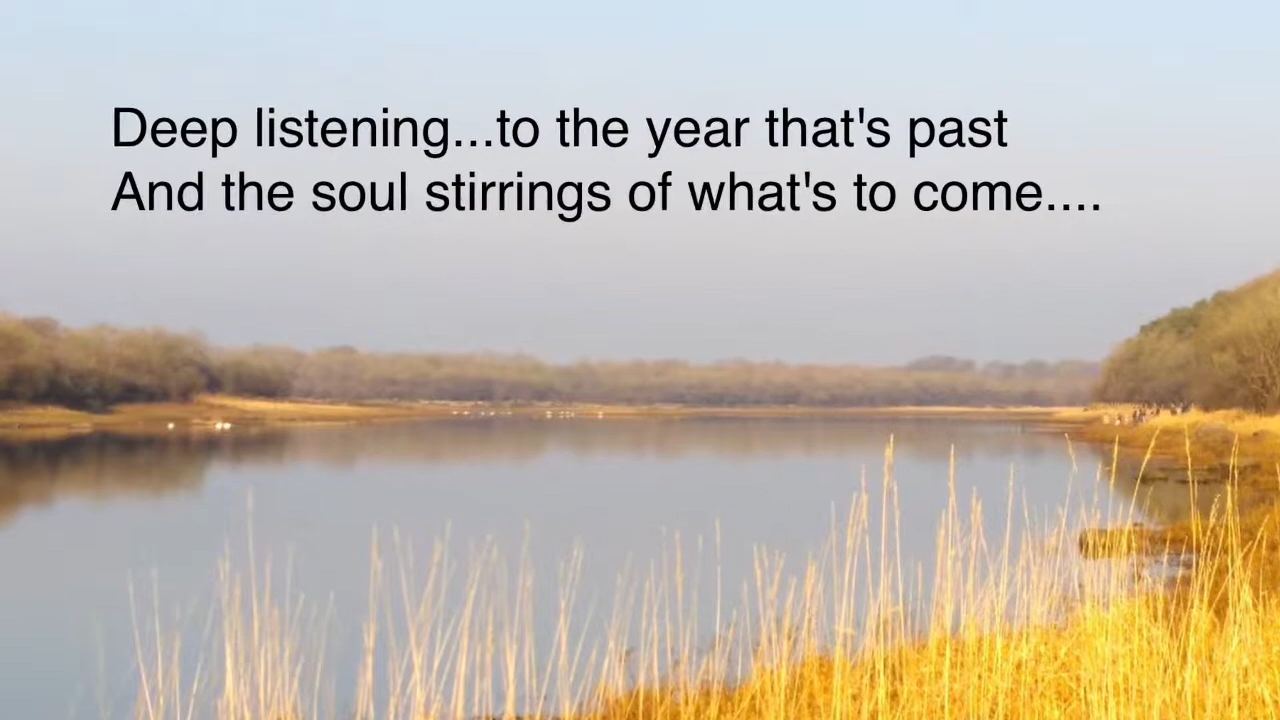 Deep listening...to the year that's past
And the soul stirrings of what's to come....